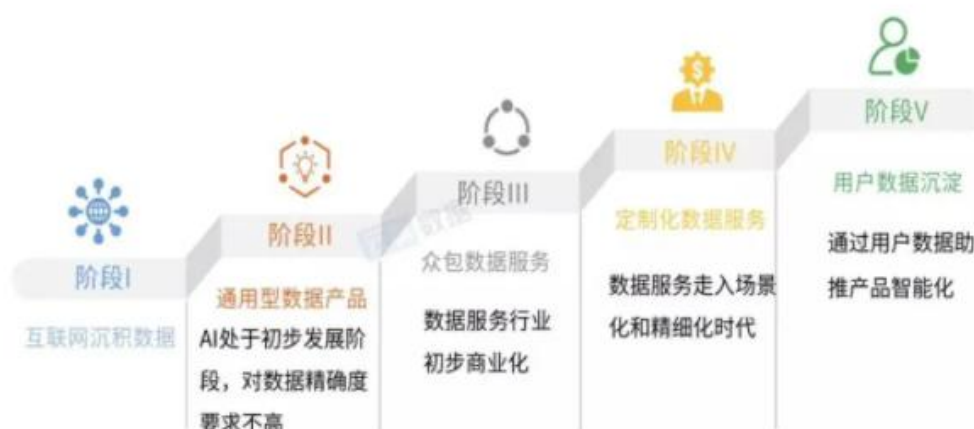 阶段I
互联网沉积数据
阶段II
通用型数据产品
AI处于初步发展阶
段，对数据精确度
要求不高
阶段III
众包数据服务
数据服务行业
初步商业化
阶段IV
定制化数据服务
数据服务走入场景
化和精细化时代
阶段V
用户数据沉淀
通过用户数据助
推产品智能化